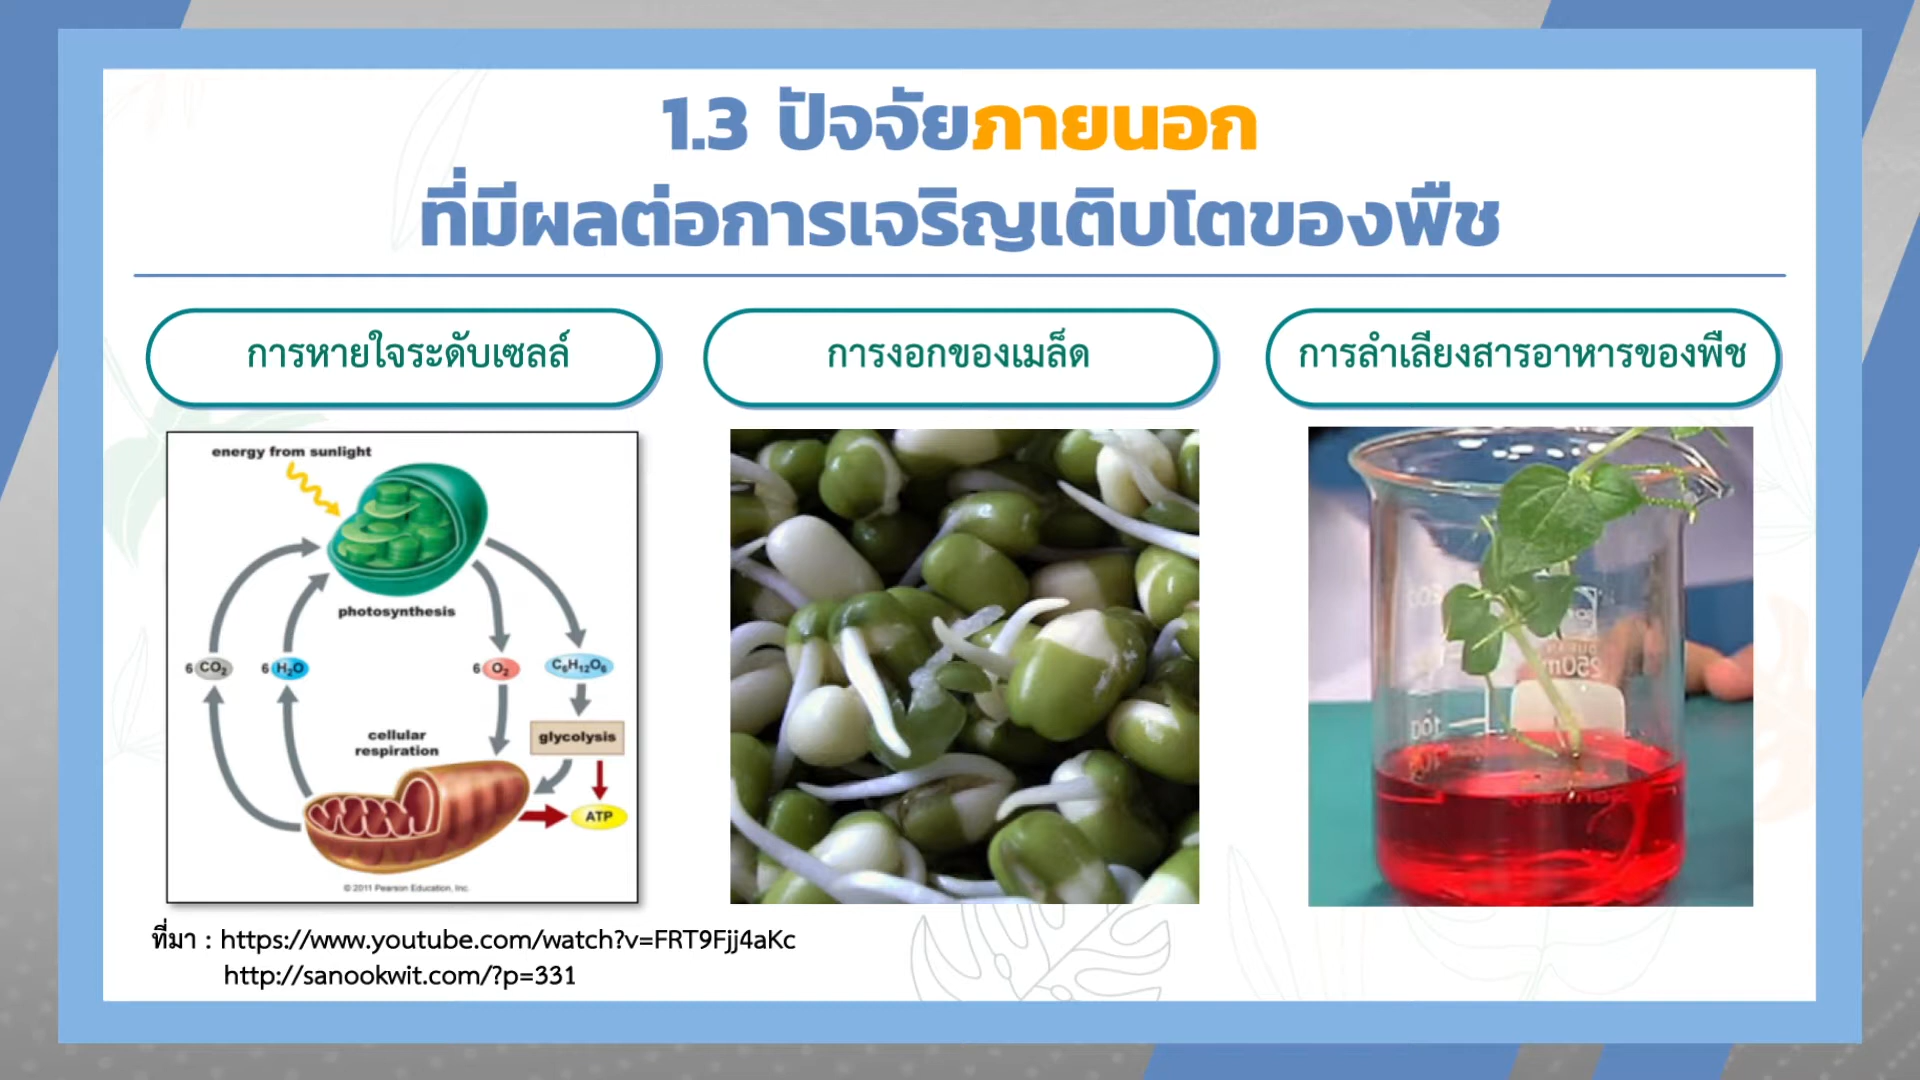 1.3 ปัจจัยภายนอก
ที่มีผลต่อการเจริญเติบโตของพืช
การหายใจระดับเซลล์
การงอกของเมล็ด
การลำเลียงสารอาหารของพืช
energy from sunlight
photosynthesis
6 CO₂
6 H₂O
6 O₂
C₆H₁₂O₆
cellular
respiration
glycolysis
ATP
© 2011 Pearson Education, Inc.
250m
ที่มา : https://www.youtube.com/watch?v=FRT9Fjj4aKc
http://sanookwit.com/?p=331